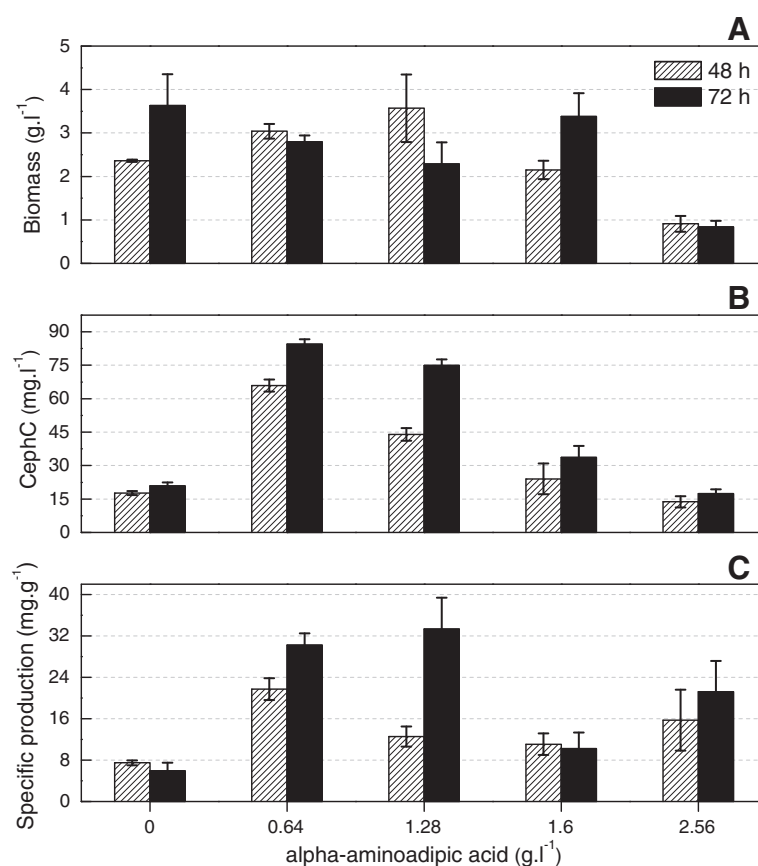 A
5
4
3
2
1
0
Biomass (g.l⁻¹)
48 h
72 h
B
90
75
60
45
30
15
0
CephC (mg.l⁻¹)
C
40
32
24
16
8
0
Specific production (mg.g⁻¹)
0 0.64 1.28 1.6 2.56
alpha-aminoadipic acid (g.l⁻¹)